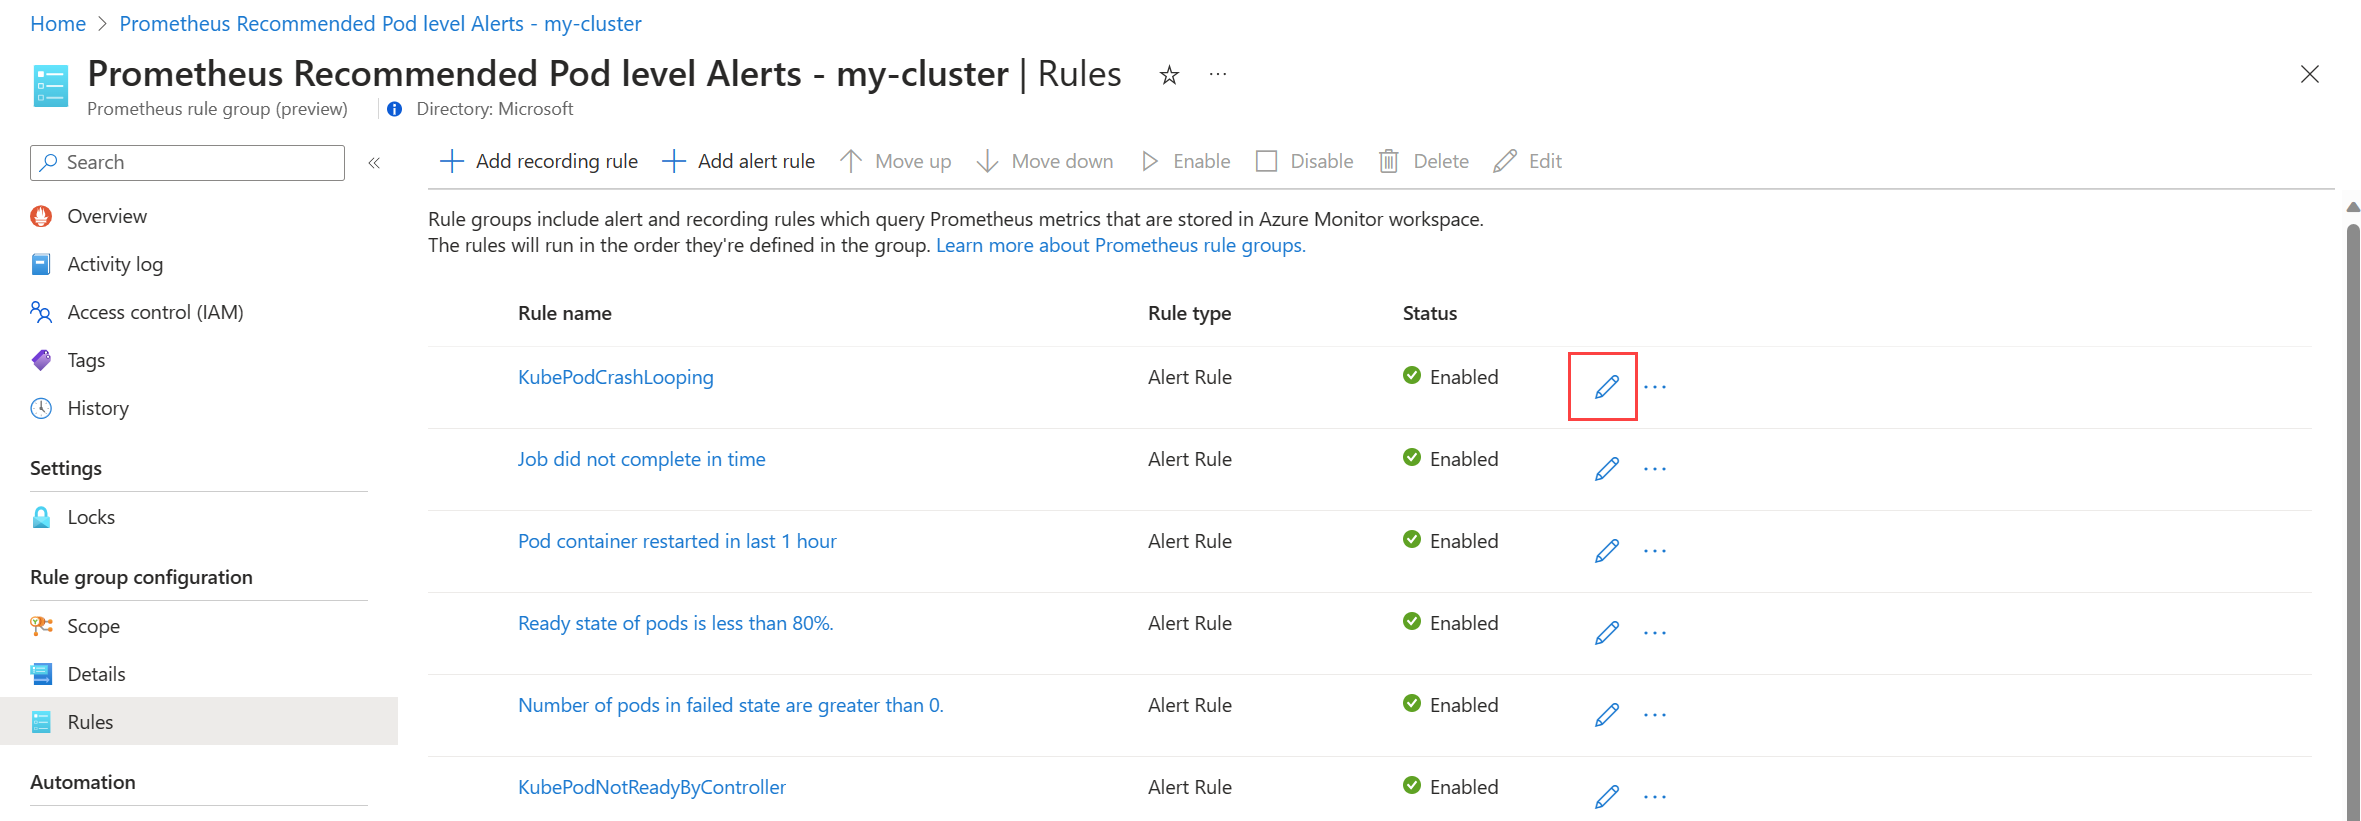 Home > Prometheus Recommended Pod level Alerts - my-cluster
Prometheus Recommended Pod level Alerts - my-cluster | Rules
Prometheus rule group (preview)
Directory: Microsoft
Search
Overview
Activity log
Access control (IAM)
Tags
History
Settings
Locks
Rule group configuration
Scope
Details
Rules
Automation
Add recording rule
Add alert rule
Move up
Move down
Enable
Disable
Delete
Edit
Rule groups include alert and recording rules which query Prometheus metrics that are stored in Azure Monitor workspace.
The rules will run in the order they're defined in the group. Learn more about Prometheus rule groups.
Rule name Rule type Status
KubePodCrashLooping Alert Rule Enabled
Job did not complete in time Alert Rule Enabled
Pod container restarted in last 1 hour Alert Rule Enabled
Ready state of pods is less than 80%. Alert Rule Enabled
Number of pods in failed state are greater than 0. Alert Rule Enabled
KubePodNotReadyByController Alert Rule Enabled